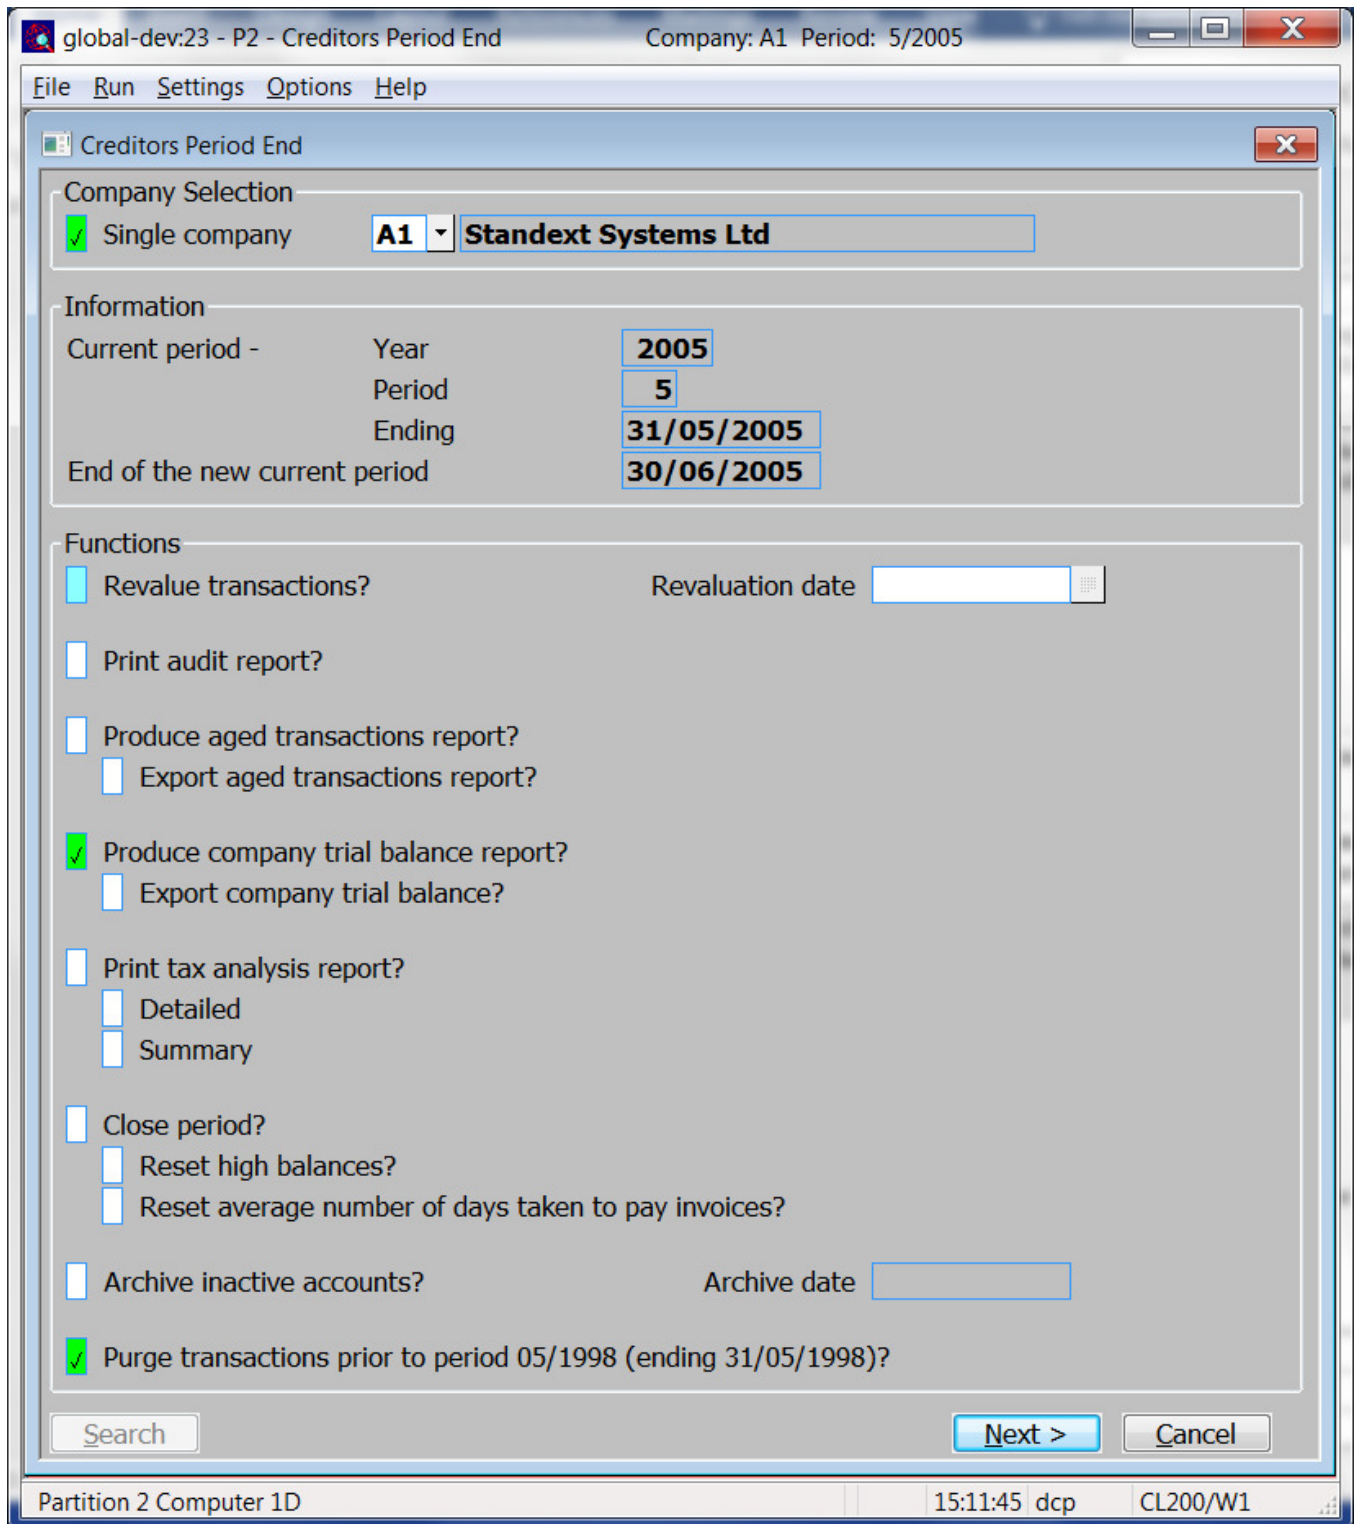 global-dev:23 - P2 - Creditors Period End Company: A1 Period: 5/2005
File Run Settings Options Help
Creditors Period End
Company Selection
Single company A1 Standext Systems Ltd
Information
Current period - Year 2005
Period 5
Ending 31/05/2005
End of the new current period 30/06/2005
Functions
Revalue transactions? Revaluation date
Print audit report?
Produce aged transactions report?
Export aged transactions report?
Produce company trial balance report?
Export company trial balance?
Print tax analysis report?
Detailed
Summary
Close period?
Reset high balances?
Reset average number of days taken to pay invoices?
Archive inactive accounts? Archive date
Purge transactions prior to period 05/1998 (ending 31/05/1998)?
Search Next > Cancel
Partition 2 Computer 1D 15:11:45 dcp CL200/W1